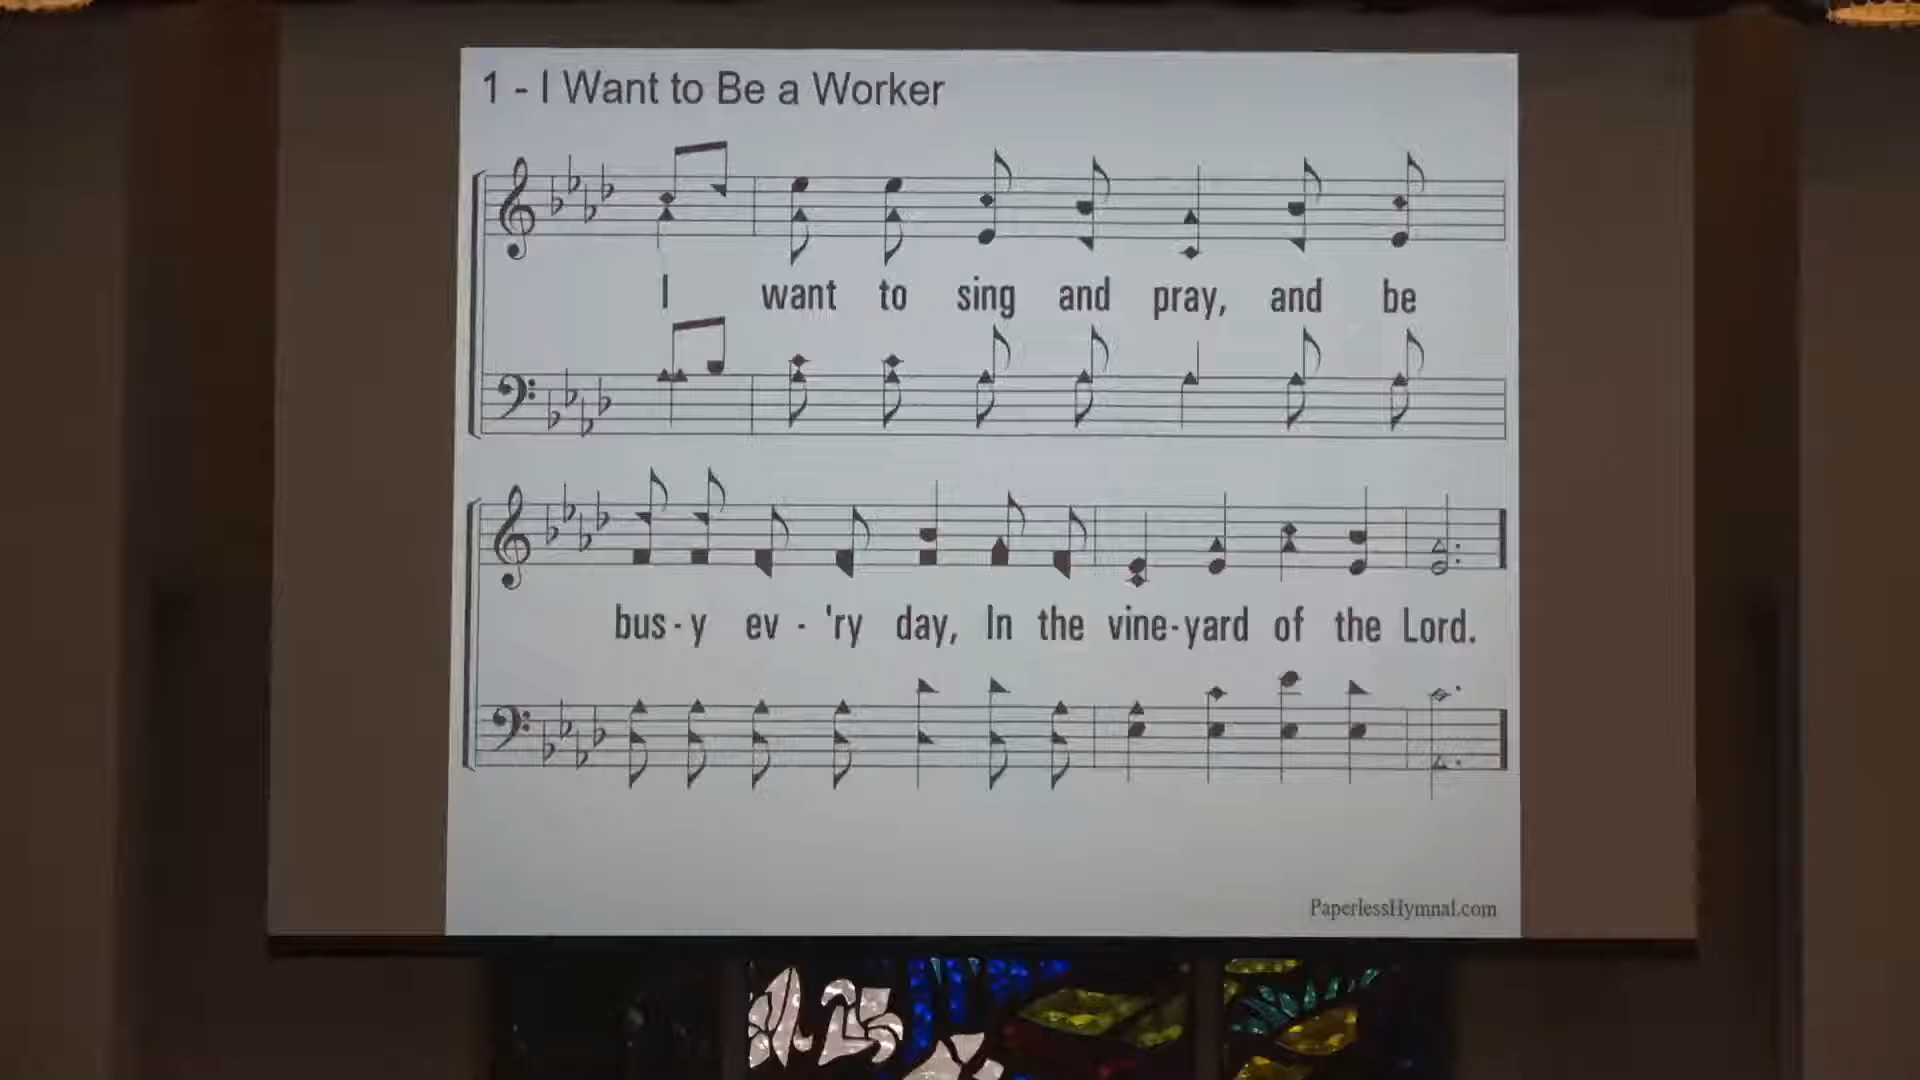 1 - I Want to Be a Worker
I want to sing and pray, and be
bus - y ev - 'ry day, In the vine - yard of the Lord.
PaperlessHymnal.com